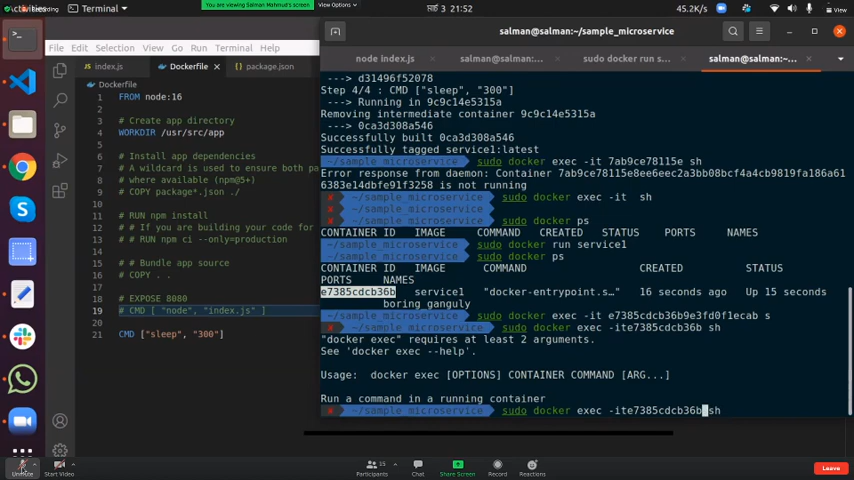 Activities
Recording
Terminal
You are viewing Salman Mahmud's screen
View Options
মঙ্গল 3 21:52
45.2K/s
View
File Edit Selection View Go Run Terminal Help
index.js
Dockerfile
package.json
Dockerfile
1 FROM node:16
2
3 # Create app directory
4 WORKDIR /usr/src/app
5
6 # Install app dependencies
7 # A wildcard is used to ensure both pa
8 # where available (npm@5+)
9 # COPY package*.json ./
10
11 # RUN npm install
12 # # If you are building your code for
13 # # RUN npm ci --only=production
14
15 # # Bundle app source
16 # COPY . .
17
18 # EXPOSE 8080
19 # CMD [ "node", "index.js" ]
20
21 CMD ["sleep", "300"]
salman@salman:~/sample_microservice
node index.js
salman@salman:...
sudo docker run s...
salman@salman:~...
---> d31496f52078
Step 4/4 : CMD ["sleep", "300"]
---> Running in 9c9c14e5315a
Removing intermediate container 9c9c14e5315a
---> 0ca3d308a546
Successfully built 0ca3d308a546
Successfully tagged service1:latest
~/sample_microservice sudo docker exec -it 7ab9ce78115e sh
Error response from daemon: Container 7ab9ce78115e8ee6eec2a3bb08bcf4a4cb9819fa186a61
6383e14dbfe91f3258 is not running
✘ ~/sample_microservice sudo docker exec -it  sh
✘ ~/sample_microservice
✘ ~/sample_microservice sudo docker ps
CONTAINER ID IMAGE COMMAND CREATED STATUS PORTS NAMES
~/sample_microservice sudo docker run service1
~/sample_microservice sudo docker ps
CONTAINER ID IMAGE COMMAND CREATED STATUS
PORTS NAMES
e7385cdcb36b service1 "docker-entrypoint.s…" 16 seconds ago Up 15 seconds
boring_ganguly
~/sample_microservice sudo docker exec -it e7385cdcb36b9e3fd0f1ecab s
✘ ~/sample_microservice sudo docker exec -ite7385cdcb36b sh
"docker exec" requires at least 2 arguments.
See 'docker exec --help'.
Usage:  docker exec [OPTIONS] CONTAINER COMMAND [ARG...]
Run a command in a running container
✘ ~/sample_microservice sudo docker exec -ite7385cdcb36b sh
Unmute
Start Video
15
Participants
Chat
Share Screen
Record
Reactions
Leave